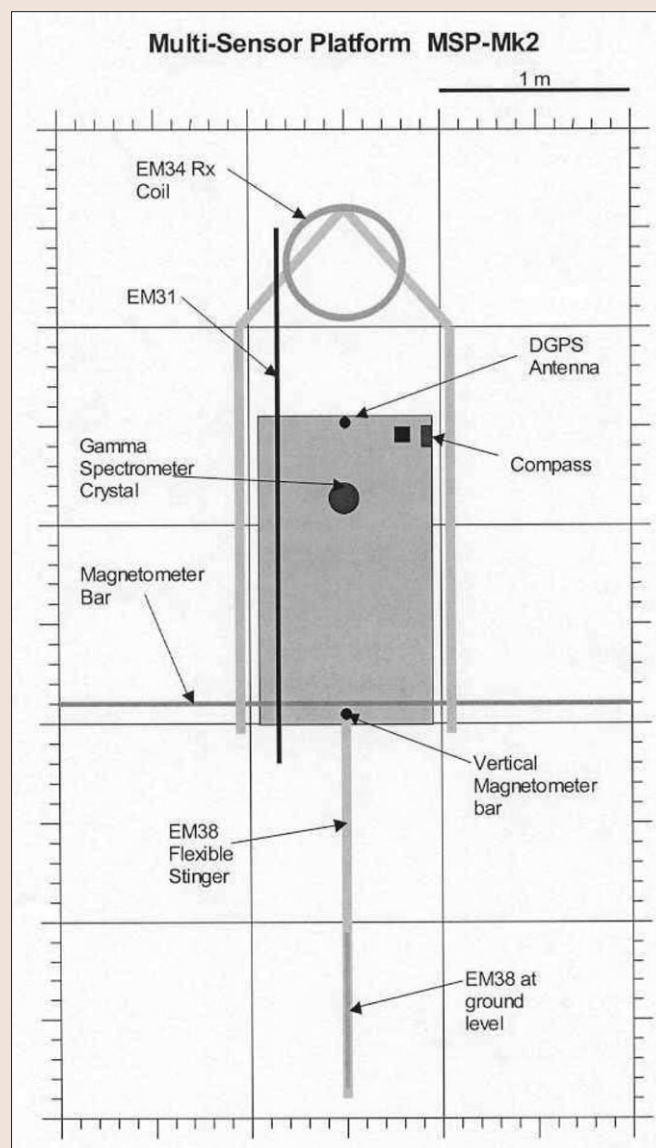 Multi-Sensor Platform MSP-Mk2
1 m
EM34 Rx
Coil
EM31
DGPS
Antenna
Gamma
Spectrometer
Crystal
Compass
Magnetometer
Bar
Vertical
Magnetometer
bar
EM38
Flexible
Stinger
EM38 at
ground
level